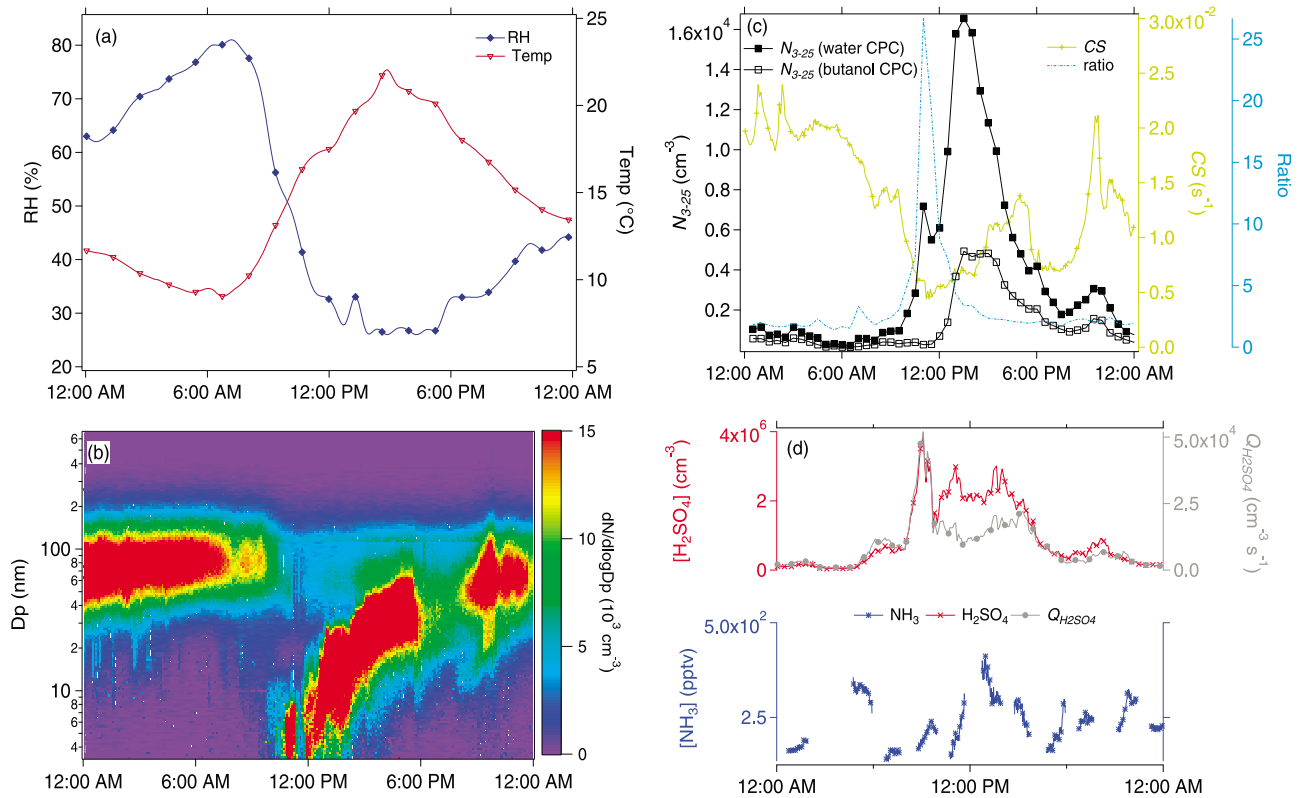 (a)
RH
Temp
80
70
60
50
40
30
20
RH (%)
25
20
15
10
5
Temp (°C)
12:00 AM 6:00 AM 12:00 PM 6:00 PM 12:00 AM
(c)
N3-25 (water CPC)
N3-25 (butanol CPC)
CS
ratio
1.6x10⁴
1.4
1.2
1.0
0.8
0.6
0.4
0.2
N3-25 (cm⁻³)
3.0x10⁻²
2.0
1.0
0.0
CS (s⁻¹)
25
20
15
10
5
0
Ratio
12:00 AM 6:00 AM 12:00 PM 6:00 PM 12:00 AM
(b)
6
4
2
100
6
4
2
10
8
6
4
Dp (nm)
15
10
5
0
dN/dlogDp (10³ cm⁻³)
12:00 AM 6:00 AM 12:00 PM 6:00 PM 12:00 AM
(d)
4x10⁶
2
0
[H₂SO₄] (cm⁻³)
5.0x10⁴
2.5
0.0
QH2SO4 (cm⁻³ s⁻¹)
NH₃ H₂SO₄ QH2SO4
5.0x10²
2.5
[NH₃] (pptv)
12:00 AM 12:00 PM 12:00 AM